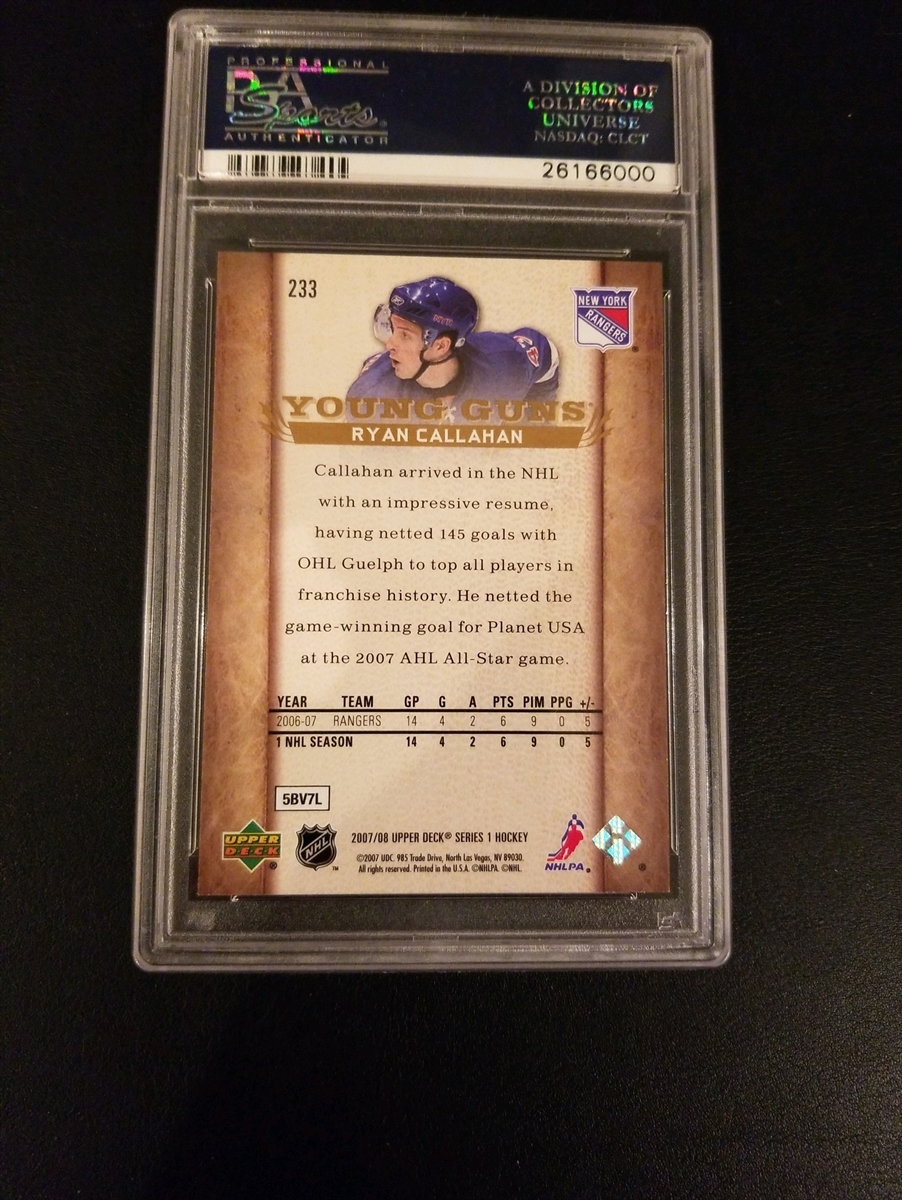 PROFESSIONAL
PSA
Sports
AUTHENTICATOR
A DIVISION OF
COLLECTORS
UNIVERSE
NASDAQ: CLCT
26166000
233
NEW YORK
RANGERS
YOUNG GUNS
RYAN CALLAHAN
Callahan arrived in the NHL
with an impressive resume,
having netted 145 goals with
OHL Guelph to top all players in
franchise history. He netted the
game-winning goal for Planet USA
at the 2007 AHL All-Star game.
YEAR TEAM GP G A PTS PIM PPG +/-
2006-07 RANGERS 14 4 2 6 9 0 5
1 NHL SEASON 14 4 2 6 9 0 5
5BV7L
UPPER
DECK®
NHL™
2007/08 UPPER DECK® SERIES 1 HOCKEY
©2007 UDC. 985 Trade Drive, North Las Vegas, NV 89030.
All rights reserved. Printed in the U.S.A. ©NHLPA. ©NHL.
NHLPA®